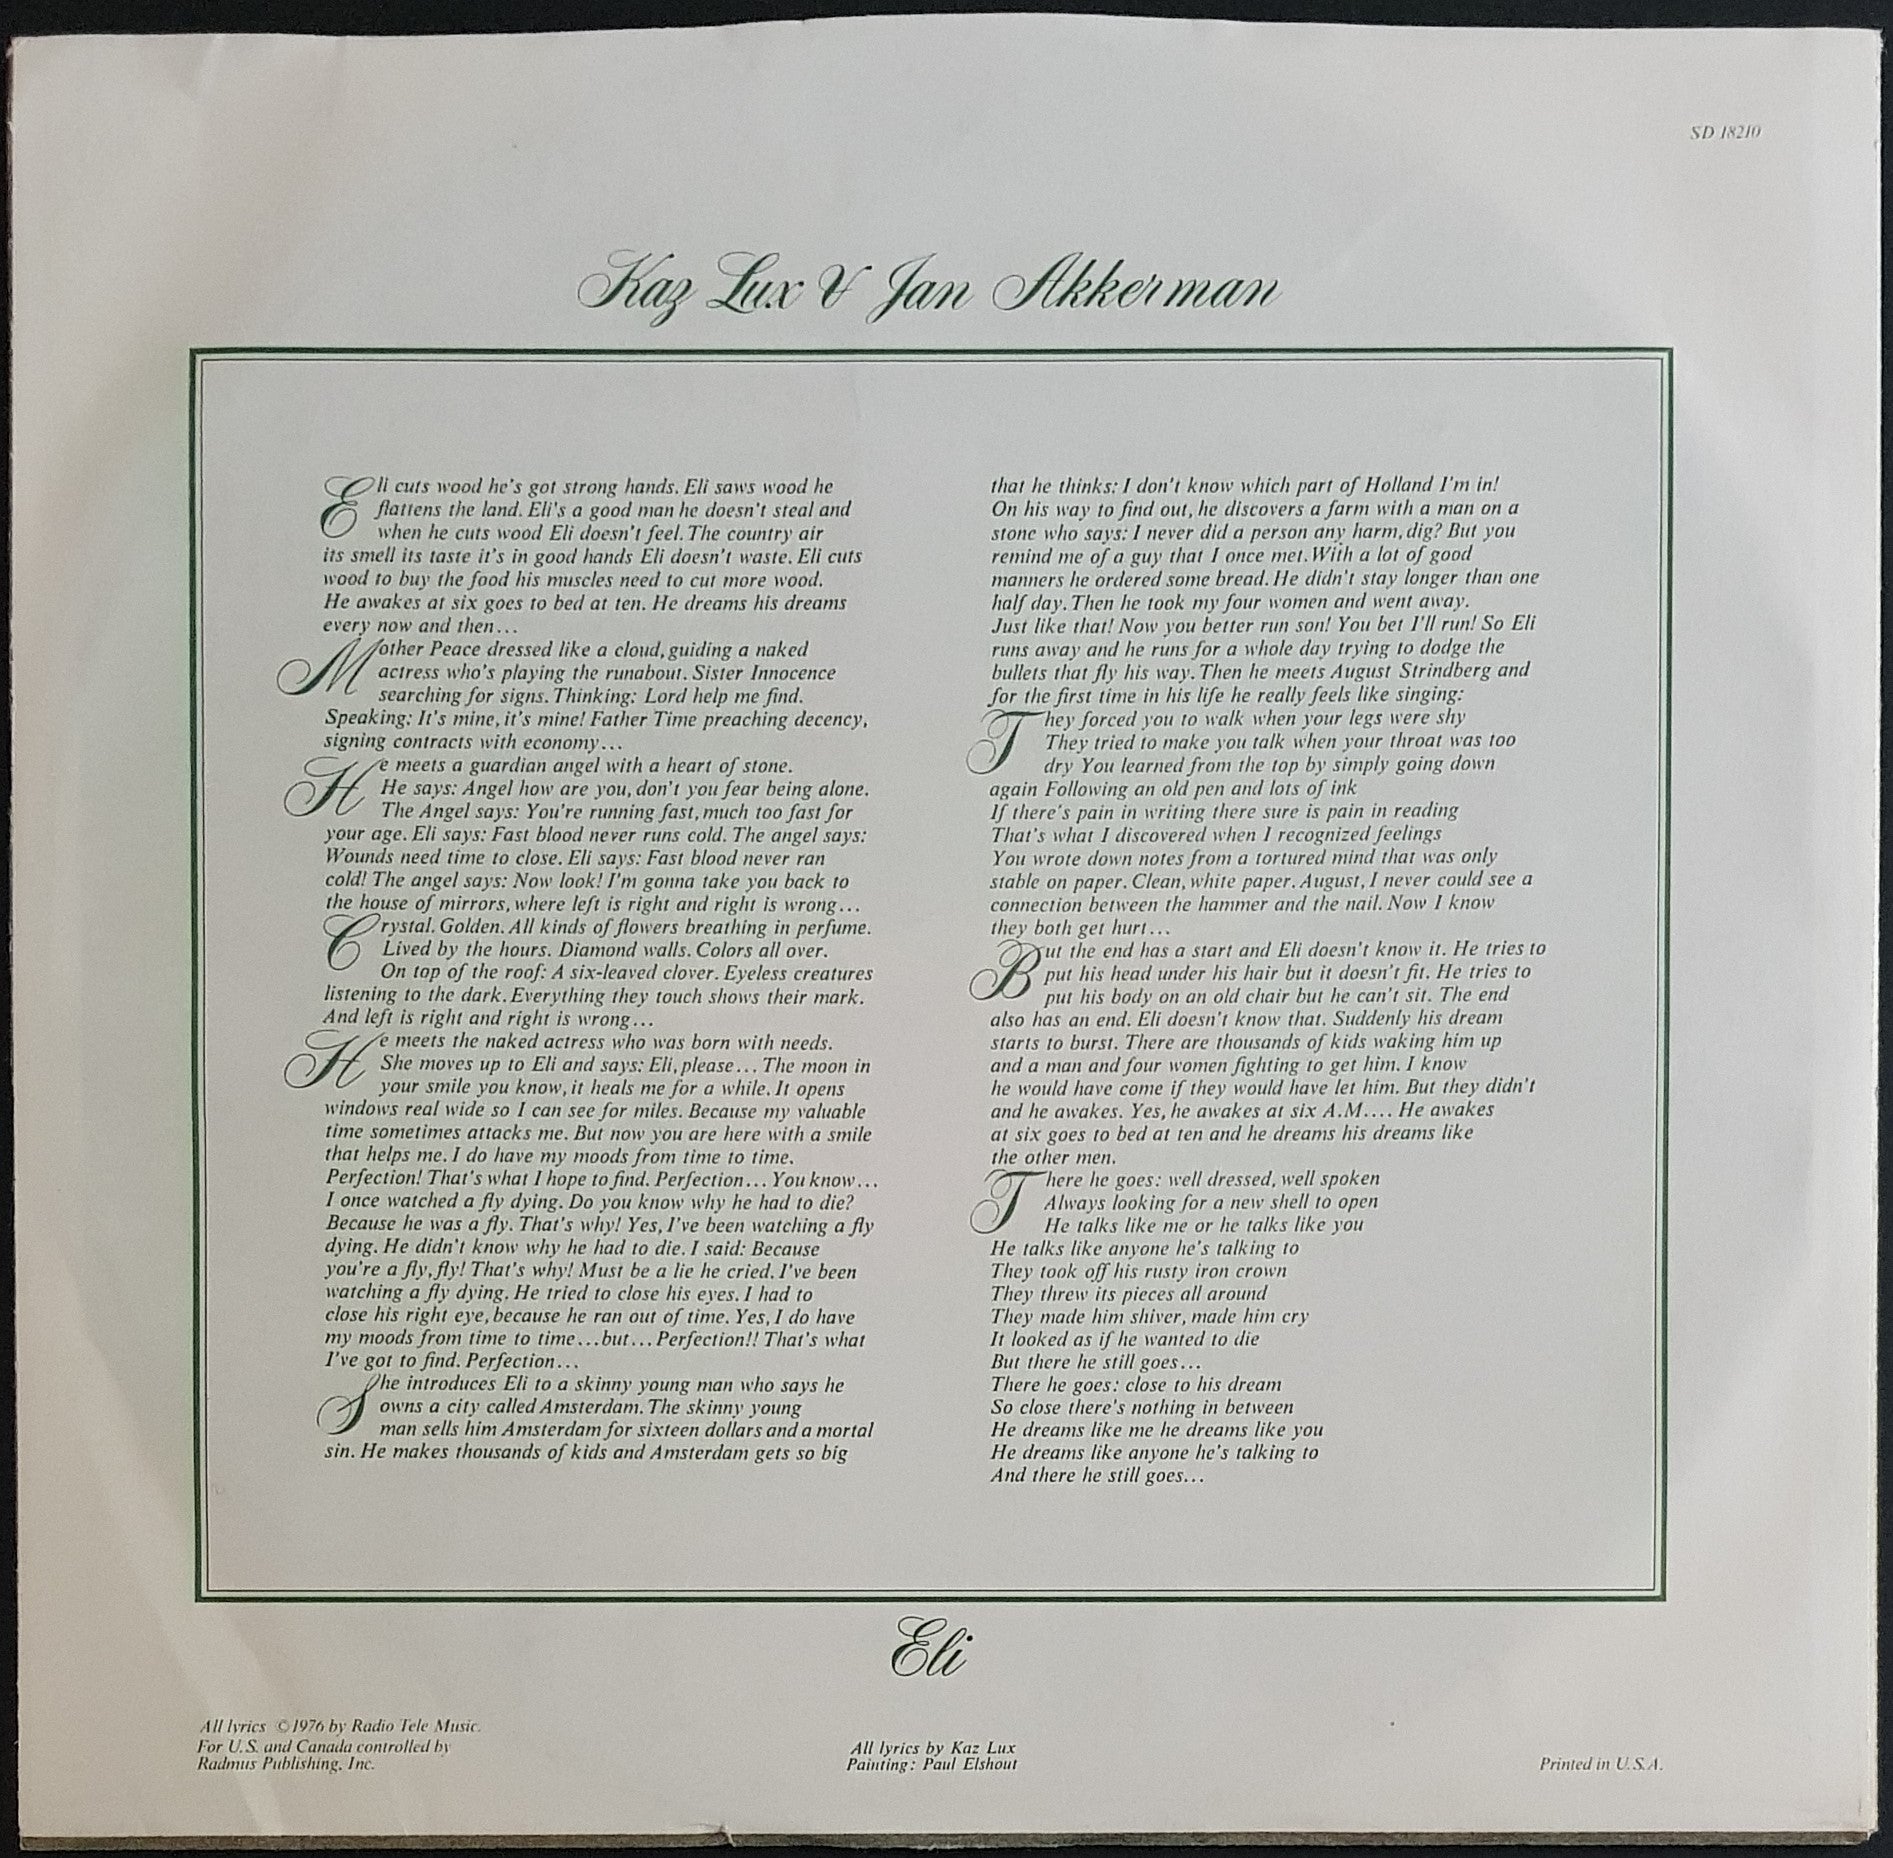 SD 18210
Kaz Lux & Jan Akkerman
Eli cuts wood he's got strong hands. Eli saws wood he
flattens the land. Eli's a good man he doesn't steal and
when he cuts wood Eli doesn't feel. The country air
its smell its taste it's in good hands Eli doesn't waste. Eli cuts
wood to buy the food his muscles need to cut more wood.
He awakes at six goes to bed at ten. He dreams his dreams
every now and then...
Mother Peace dressed like a cloud, guiding a naked
actress who's playing the runabout. Sister Innocence
searching for signs. Thinking: Lord help me find.
Speaking: It's mine, it's mine! Father Time preaching decency,
signing contracts with economy...
He meets a guardian angel with a heart of stone.
He says: Angel how are you, don't you fear being alone.
The Angel says: You're running fast, much too fast for
your age. Eli says: Fast blood never runs cold. The angel says:
Wounds need time to close. Eli says: Fast blood never ran
cold! The angel says: Now look! I'm gonna take you back to
the house of mirrors, where left is right and right is wrong...
Crystal. Golden. All kinds of flowers breathing in perfume.
Lived by the hours. Diamond walls. Colors all over.
On top of the roof: A six-leaved clover. Eyeless creatures
listening to the dark. Everything they touch shows their mark.
And left is right and right is wrong...
He meets the naked actress who was born with needs.
She moves up to Eli and says: Eli, please... The moon in
your smile you know, it heals me for a while. It opens
windows real wide so I can see for miles. Because my valuable
time sometimes attacks me. But now you are here with a smile
that helps me. I do have my moods from time to time.
Perfection! That's what I hope to find. Perfection... You know...
I once watched a fly dying. Do you know why he had to die?
Because he was a fly. That's why! Yes, I've been watching a fly
dying. He didn't know why he had to die. I said: Because
you're a fly, fly! That's why! Must be a lie he cried. I've been
watching a fly dying. He tried to close his eyes. I had to
close his right eye, because he ran out of time. Yes, I do have
my moods from time to time...but... Perfection!! That's what
I've got to find. Perfection...
She introduces Eli to a skinny young man who says he
owns a city called Amsterdam. The skinny young
man sells him Amsterdam for sixteen dollars and a mortal
sin. He makes thousands of kids and Amsterdam gets so big
that he thinks: I don't know which part of Holland I'm in!
On his way to find out, he discovers a farm with a man on a
stone who says: I never did a person any harm, dig? But you
remind me of a guy that I once met. With a lot of good
manners he ordered some bread. He didn't stay longer than one
half day. Then he took my four women and went away.
Just like that! Now you better run son! You bet I'll run! So Eli
runs away and he runs for a whole day trying to dodge the
bullets that fly his way. Then he meets August Strindberg and
for the first time in his life he really feels like singing:
They forced you to walk when your legs were shy
They tried to make you talk when your throat was too
dry You learned from the top by simply going down
again Following an old pen and lots of ink
If there's pain in writing there sure is pain in reading
That's what I discovered when I recognized feelings
You wrote down notes from a tortured mind that was only
stable on paper. Clean, white paper. August, I never could see a
connection between the hammer and the nail. Now I know
they both get hurt...
But the end has a start and Eli doesn't know it. He tries to
put his head under his hair but it doesn't fit. He tries to
put his body on an old chair but he can't sit. The end
also has an end. Eli doesn't know that. Suddenly his dream
starts to burst. There are thousands of kids waking him up
and a man and four women fighting to get him. I know
he would have come if they would have let him. But they didn't
and he awakes. Yes, he awakes at six A.M.... He awakes
at six goes to bed at ten and he dreams his dreams like
the other men.
There he goes: well dressed, well spoken
Always looking for a new shell to open
He talks like me or he talks like you
He talks like anyone he's talking to
They took off his rusty iron crown
They threw its pieces all around
They made him shiver, made him cry
It looked as if he wanted to die
But there he still goes...
There he goes: close to his dream
So close there's nothing in between
He dreams like me he dreams like you
He dreams like anyone he's talking to
And there he still goes...
Eli
All lyrics ©1976 by Radio Tele Music.
For U.S. and Canada controlled by
Radmus Publishing, Inc.
All lyrics by Kaz Lux
Painting: Paul Elshout
Printed in U.S.A.